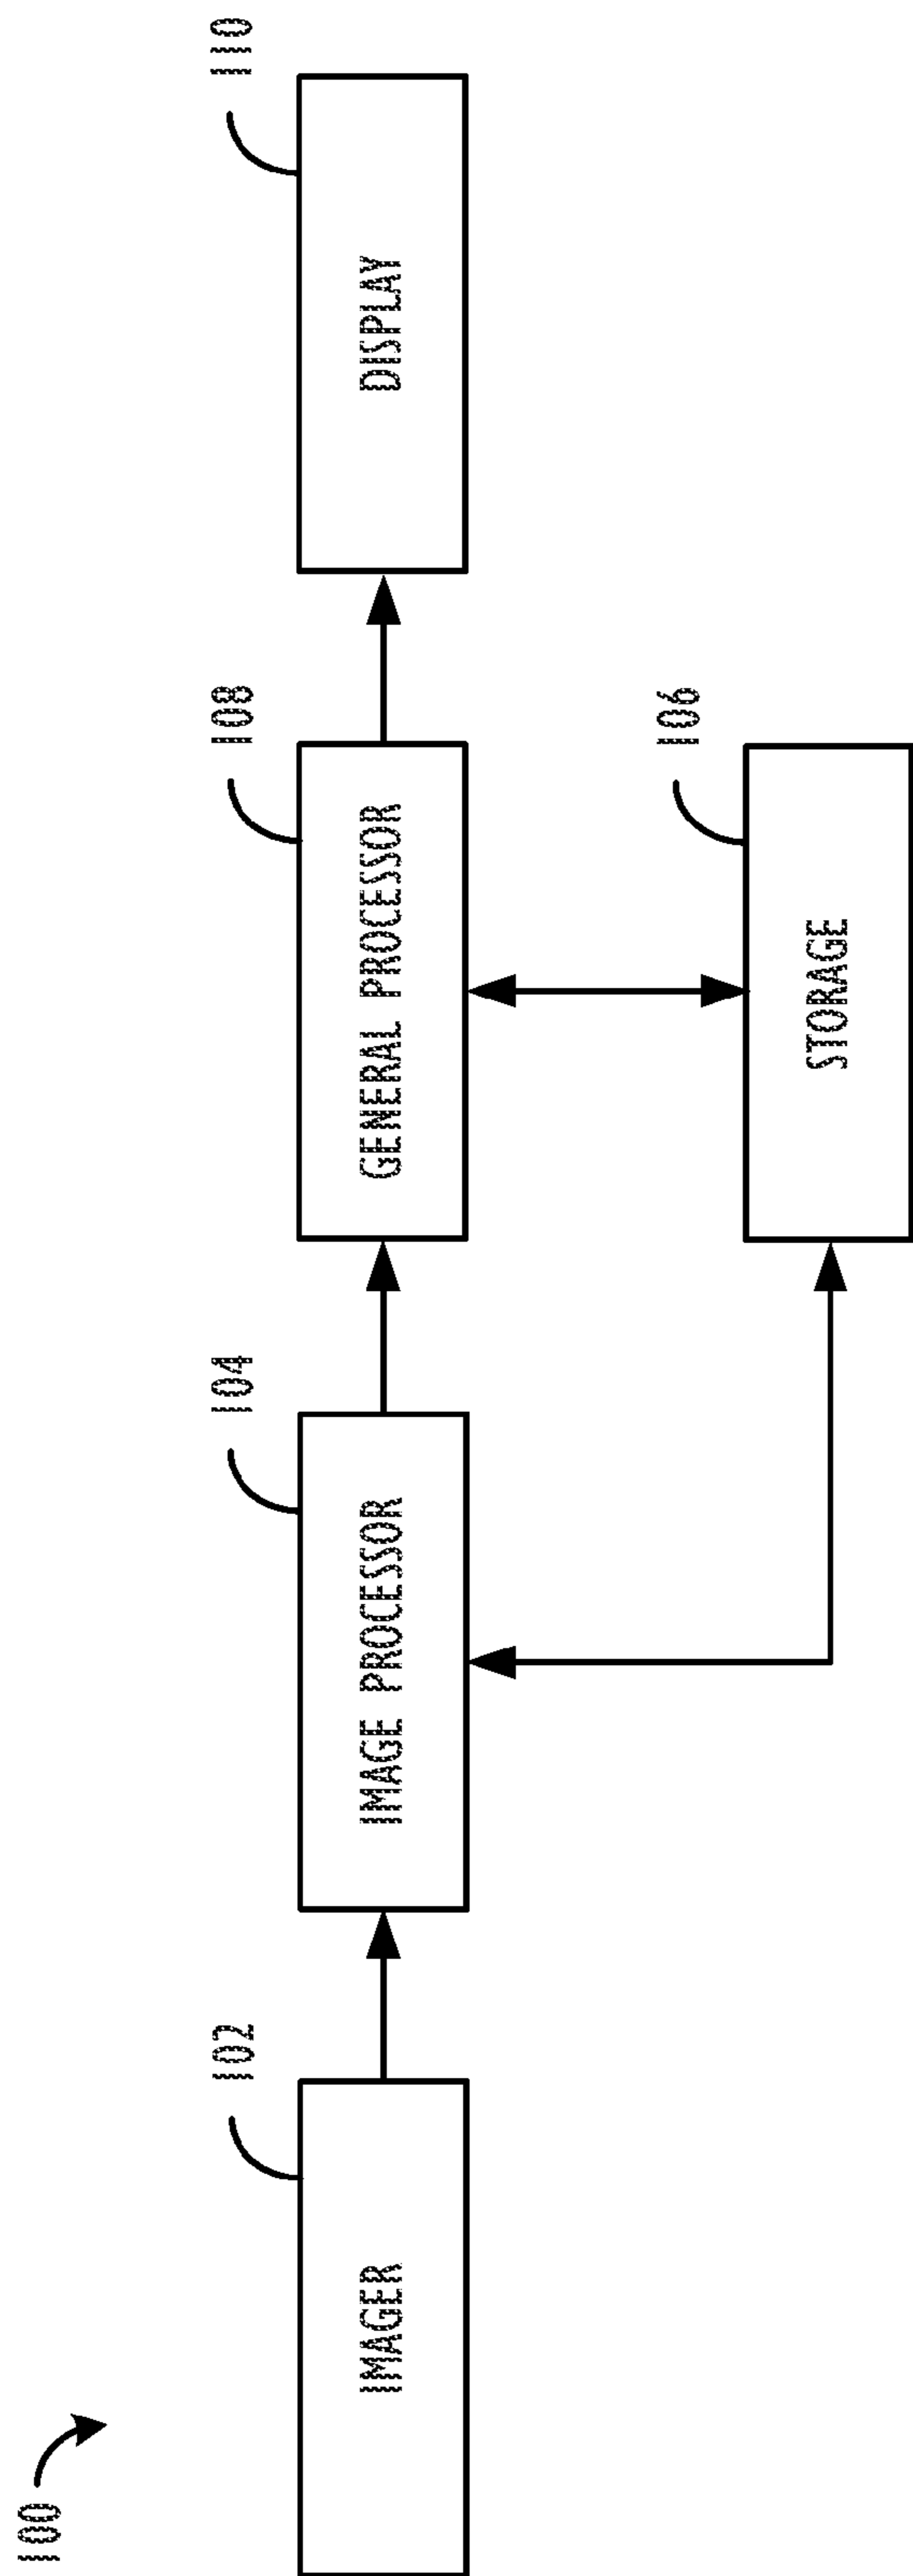 100
102
IMAGER
104
IMAGE PROCESSOR
108
GENERAL PROCESSOR
110
DISPLAY
106
STORAGE